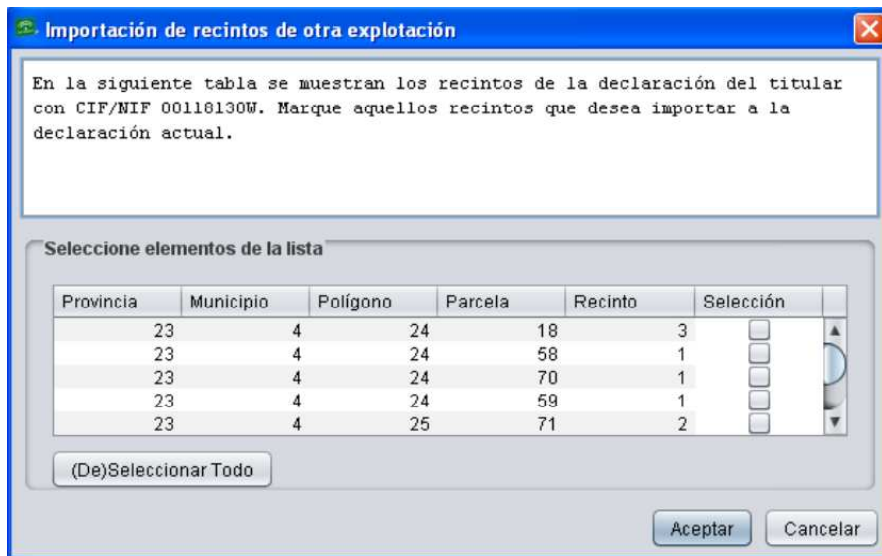 Importación de recintos de otra explotación
En la siguiente tabla se muestran los recintos de la declaración del titular
con CIF/NIF 00118130W. Marque aquellos recintos que desea importar a la
declaración actual.
Seleccione elementos de la lista
Provincia Municipio Polígono Parcela Recinto Selección
23 4 24 18 3
23 4 24 58 1
23 4 24 70 1
23 4 24 59 1
23 4 25 71 2
(De)Seleccionar Todo
Aceptar Cancelar